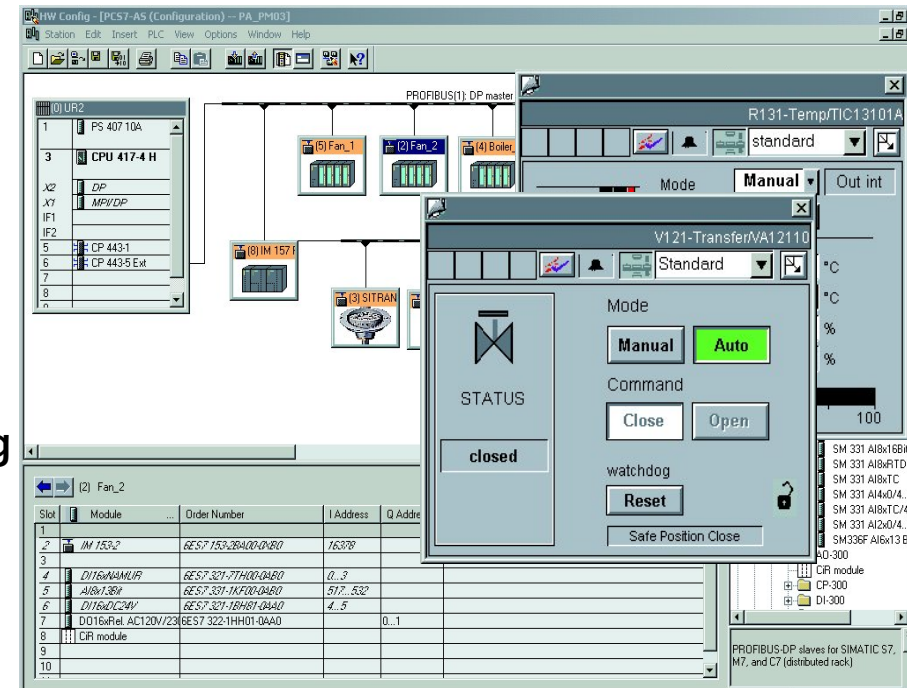 HW Config - [PCS7-AS (Configuration) -- PA_PM03]
Station Edit Insert PLC View Options Window Help
PROFIBUS(1): DP master
(0) UR2
1 PS 407 10A
3 CPU 417-4 H
X2 DP
X1 MPI/DP
IF1
IF2
5 CP 443-1
6 CP 443-5 Ext
7
8
(5) Fan_1
(2) Fan_2
(4) Boiler_
(8) IM 157
(3) SITRAN
R131-Temp/TIC13101A
standard
Mode Manual Out int
°C
°C
%
%
100
V121-Transfer/VA12110
Standard
STATUS
closed
Mode
Manual Auto
Command
Close Open
watchdog
Reset
Safe Position Close
g
(2) Fan_2
Slot Module ... Order Number I Address Q Addre
1
2 IM 153-2 6ES7 153-2BA00-0XB0 16378
3
4 DI16xNAMUR 6ES7 321-7TH00-0AB0 0...3
5 AI8x13Bit 6ES7 331-1KF00-0AB0 517...532
6 DI16xDC24V 6ES7 321-1BH81-0AA0 4...5
7 DO16xRel. AC120V/23 6ES7 322-1HH01-0AA0 0...1
8 CiR module
9
10
SM 331 AI8x16Bit
SM 331 AI8xRTD
SM 331 AI8xTC
SM 331 AI4x0/4..
SM 331 AI8xTC/4
SM 331 AI2x0/4..
SM336F AI6x13 B
AO-300
CiR module
CP-300
DI-300
PROFIBUS-DP slaves for SIMATIC S7,
M7, and C7 (distributed rack)